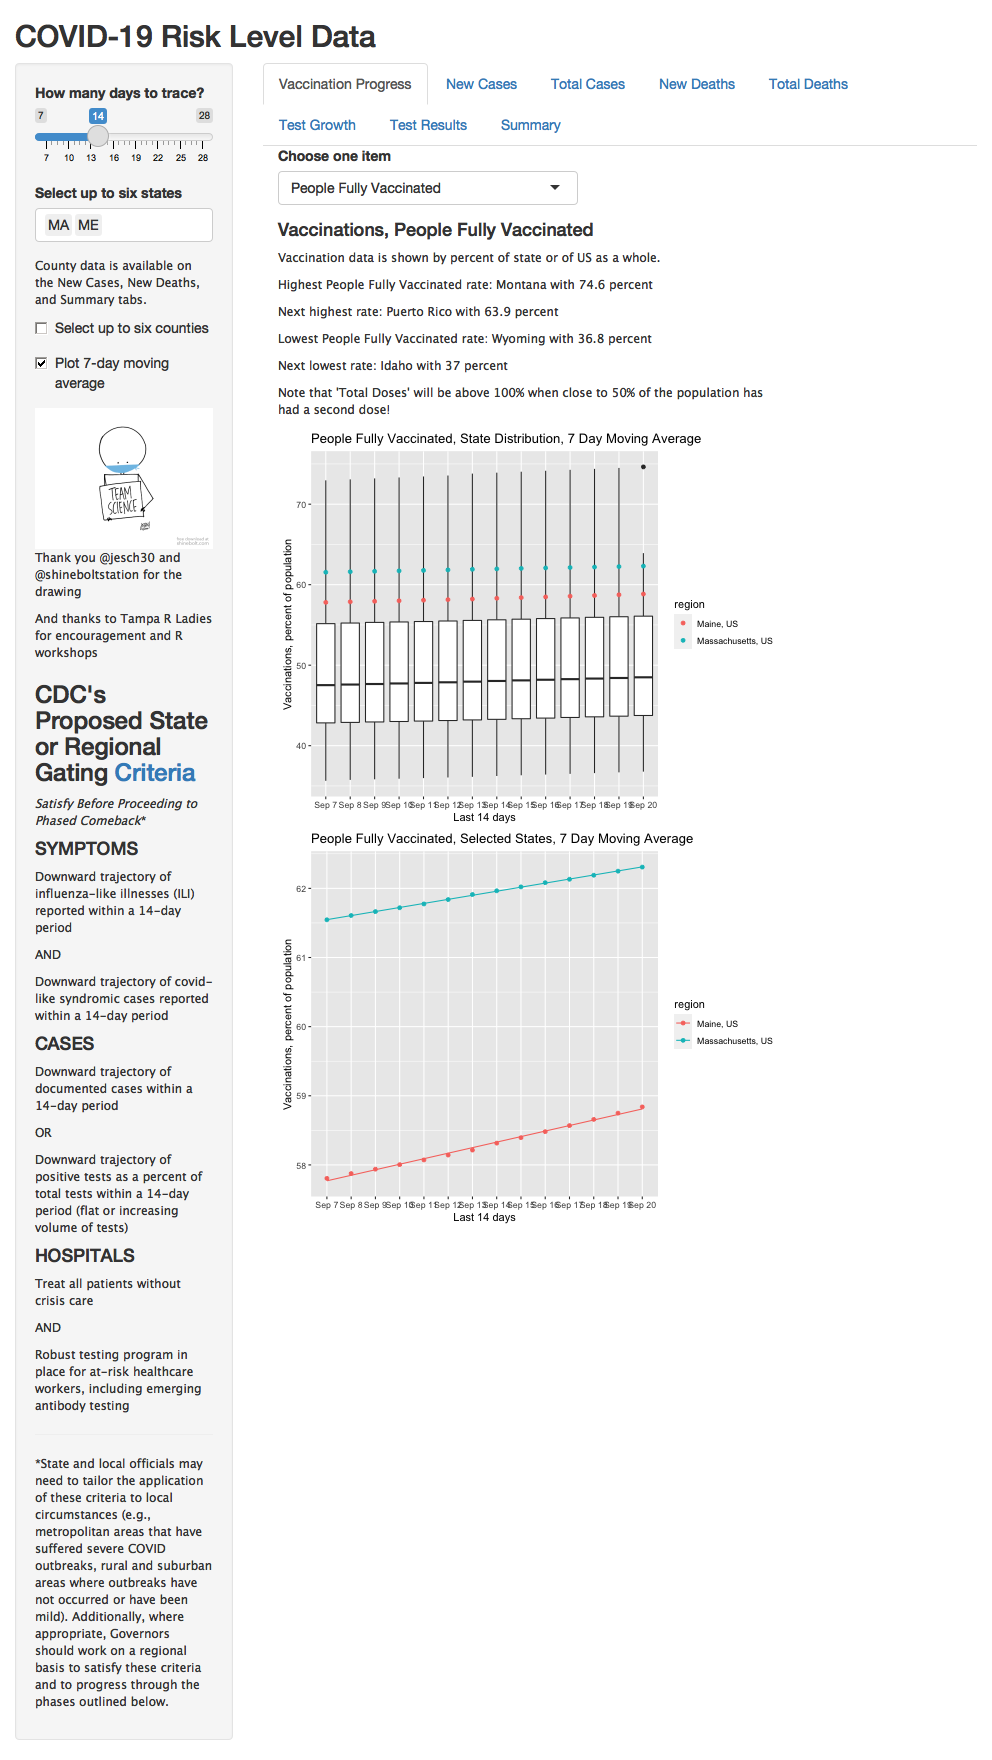 COVID-19 Risk Level Data
How many days to trace?
7 14 28
7 10 13 16 19 22 25 28
Select up to six states
MA ME
County data is available on
the New Cases, New Deaths,
and Summary tabs.
Select up to six counties
Plot 7-day moving
average
TEAM
SCIENCE
Thank you @jesch30 and
@shineboltstation for the
drawing
And thanks to Tampa R Ladies
for encouragement and R
workshops
CDC's
Proposed State
or Regional
Gating Criteria
Satisfy Before Proceeding to
Phased Comeback*
SYMPTOMS
Downward trajectory of
influenza-like illnesses (ILI)
reported within a 14-day
period
AND
Downward trajectory of covid-
like syndromic cases reported
within a 14-day period
CASES
Downward trajectory of
documented cases within a
14-day period
OR
Downward trajectory of
positive tests as a percent of
total tests within a 14-day
period (flat or increasing
volume of tests)
HOSPITALS
Treat all patients without
crisis care
AND
Robust testing program in
place for at-risk healthcare
workers, including emerging
antibody testing
*State and local officials may
need to tailor the application
of these criteria to local
circumstances (e.g.,
metropolitan areas that have
suffered severe COVID
outbreaks, rural and suburban
areas where outbreaks have
not occurred or have been
mild). Additionally, where
appropriate, Governors
should work on a regional
basis to satisfy these criteria
and to progress through the
phases outlined below.
Vaccination Progress New Cases Total Cases New Deaths Total Deaths
Test Growth Test Results Summary
Choose one item
People Fully Vaccinated
Vaccinations, People Fully Vaccinated
Vaccination data is shown by percent of state or of US as a whole.
Highest People Fully Vaccinated rate: Montana with 74.6 percent
Next highest rate: Puerto Rico with 63.9 percent
Lowest People Fully Vaccinated rate: Wyoming with 36.8 percent
Next lowest rate: Idaho with 37 percent
Note that 'Total Doses' will be above 100% when close to 50% of the population has
had a second dose!
People Fully Vaccinated, State Distribution, 7 Day Moving Average
Vaccinations, percent of population
70
60
50
40
Sep 7 Sep 8 Sep 9 Sep 10 Sep 11 Sep 12 Sep 13 Sep 14 Sep 15 Sep 16 Sep 17 Sep 18 Sep 19 Sep 20
Last 14 days
region
Maine, US
Massachusetts, US
People Fully Vaccinated, Selected States, 7 Day Moving Average
Vaccinations, percent of population
62
61
60
59
58
Sep 7 Sep 8 Sep 9 Sep 10 Sep 11 Sep 12 Sep 13 Sep 14 Sep 15 Sep 16 Sep 17 Sep 18 Sep 19 Sep 20
Last 14 days
region
Maine, US
Massachusetts, US